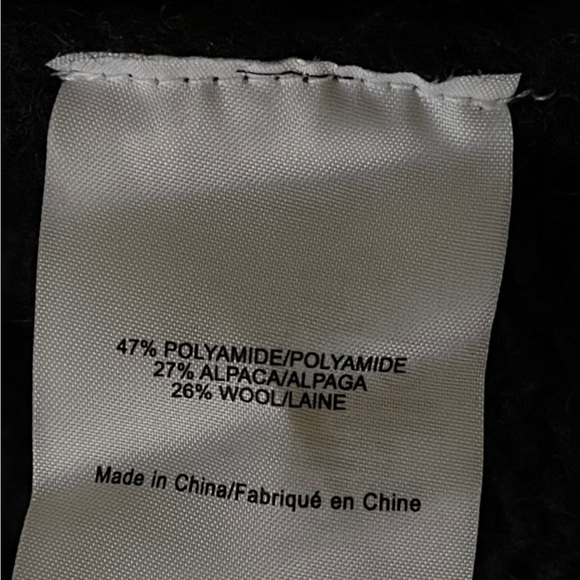 47% POLYAMIDE/POLYAMIDE
27% ALPACA/ALPAGA
26% WOOL/LAINE
Made in China/Fabriqué en Chine